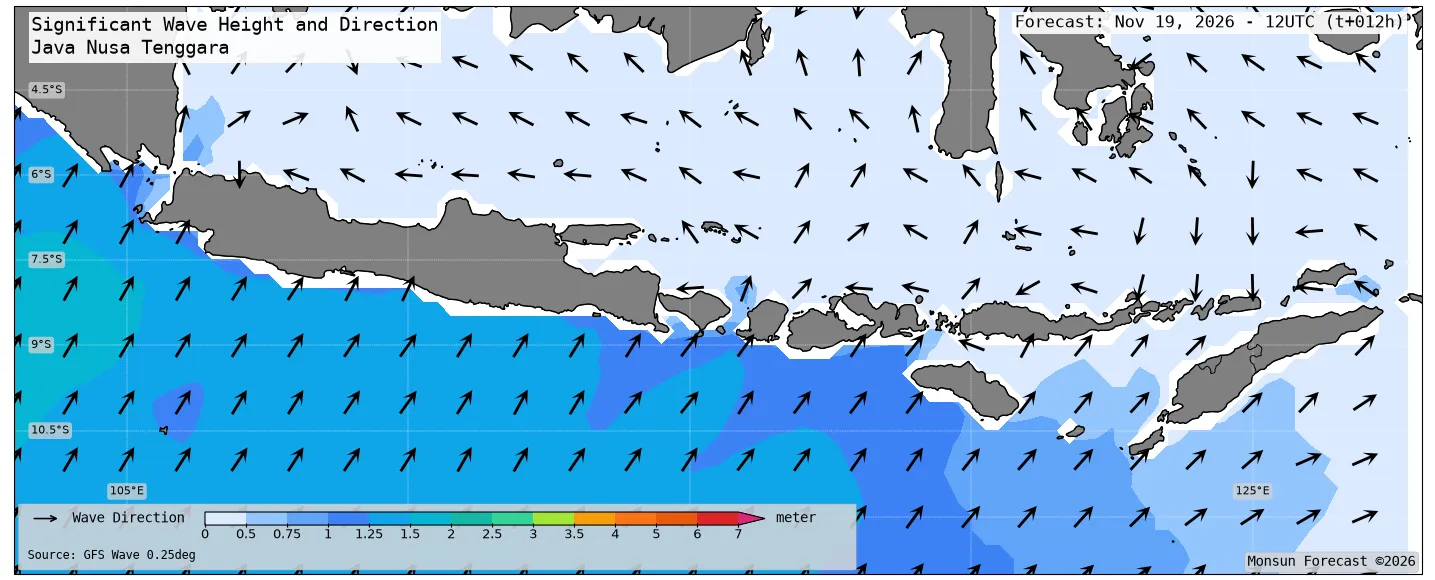 Significant Wave Height and Direction
Java Nusa Tenggara
Forecast: Nov 19, 2026 - 12UTC (t+012h)
4.5°S
6°S
7.5°S
9°S
10.5°S
105°E
125°E
Wave Direction
0 0.5 0.75 1 1.25 1.5 2 2.5 3 3.5 4 5 6 7
meter
Source: GFS Wave 0.25deg
Monsun Forecast ©2026